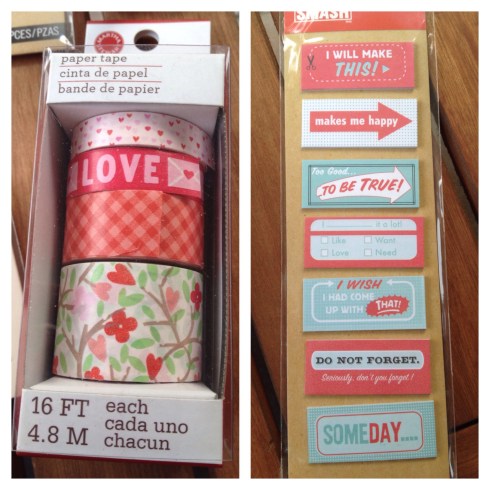 PCES/PZAS
paper tape
cinta de papel
bande de papier
LOVE
16 FT
4.8 M
each
cada uno
chacun
SMASH
I WILL MAKE
THIS!
makes me happy
Too Good...
TO BE TRUE!
I ............ it a lot!
Like
Want
Love
Need
I WISH
I HAD COME
UP WITH THAT!
DO NOT FORGET.
Seriously, don't you forget!
SOMEDAY....